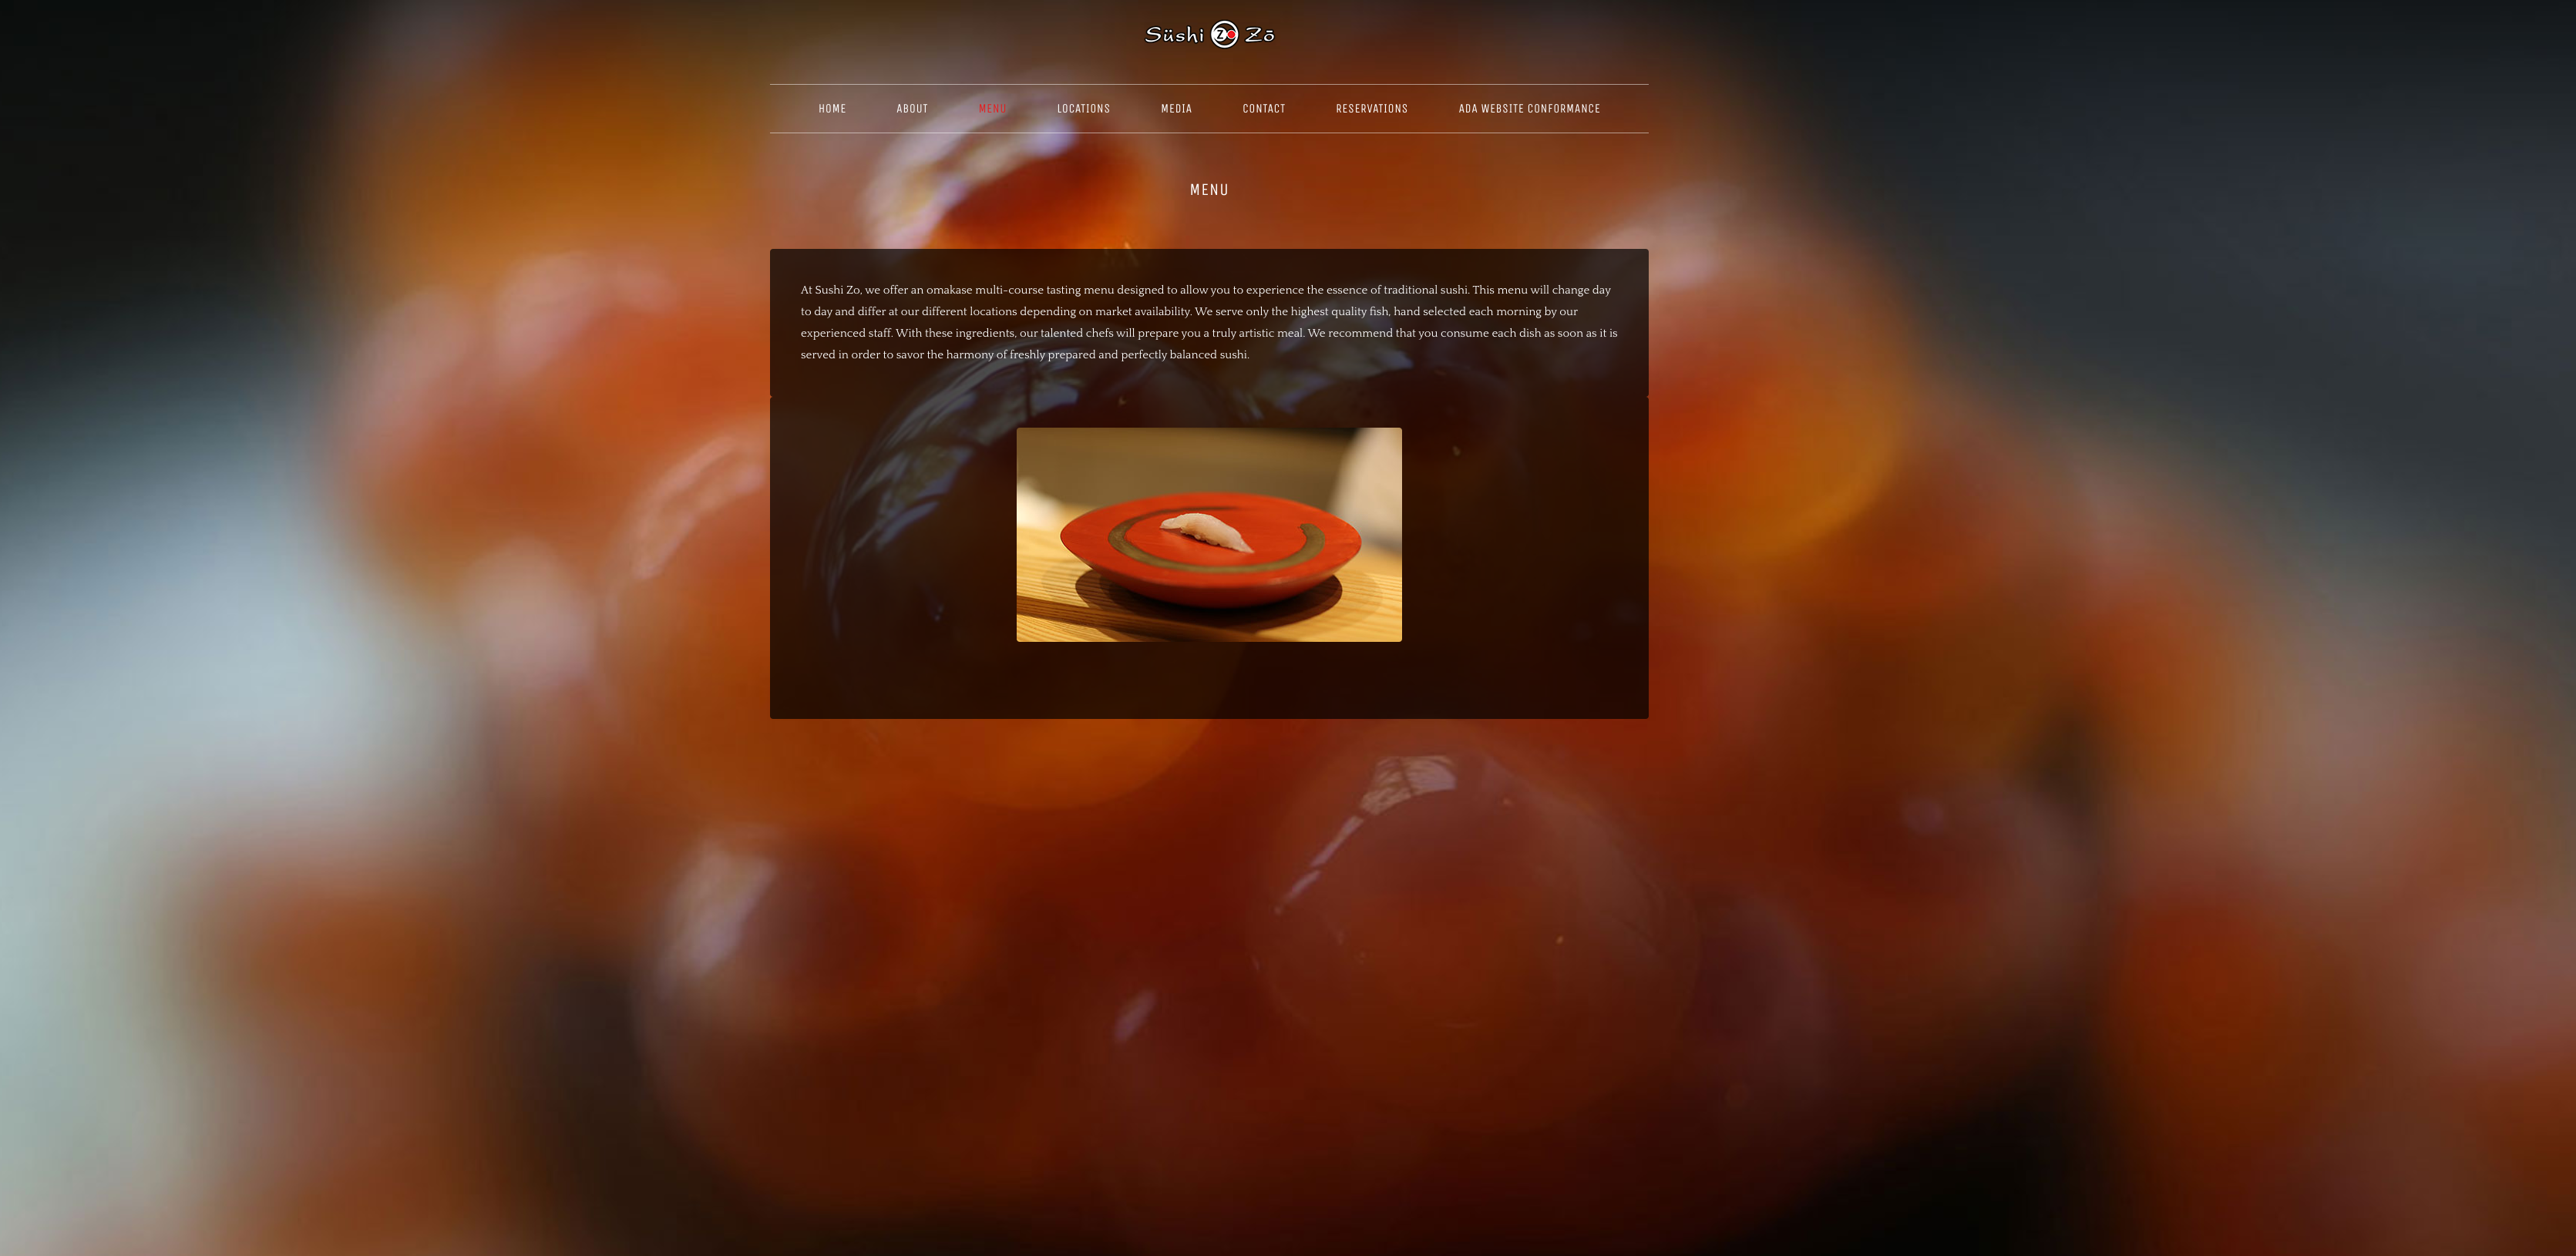 Süshi Zo Zō
HOME ABOUT MENU LOCATIONS MEDIA CONTACT RESERVATIONS ADA WEBSITE CONFORMANCE
MENU
At Sushi Zo, we offer an omakase multi-course tasting menu designed to allow you to experience the essence of traditional sushi. This menu will change day
to day and differ at our different locations depending on market availability. We serve only the highest quality fish, hand selected each morning by our
experienced staff. With these ingredients, our talented chefs will prepare you a truly artistic meal. We recommend that you consume each dish as soon as it is
served in order to savor the harmony of freshly prepared and perfectly balanced sushi.